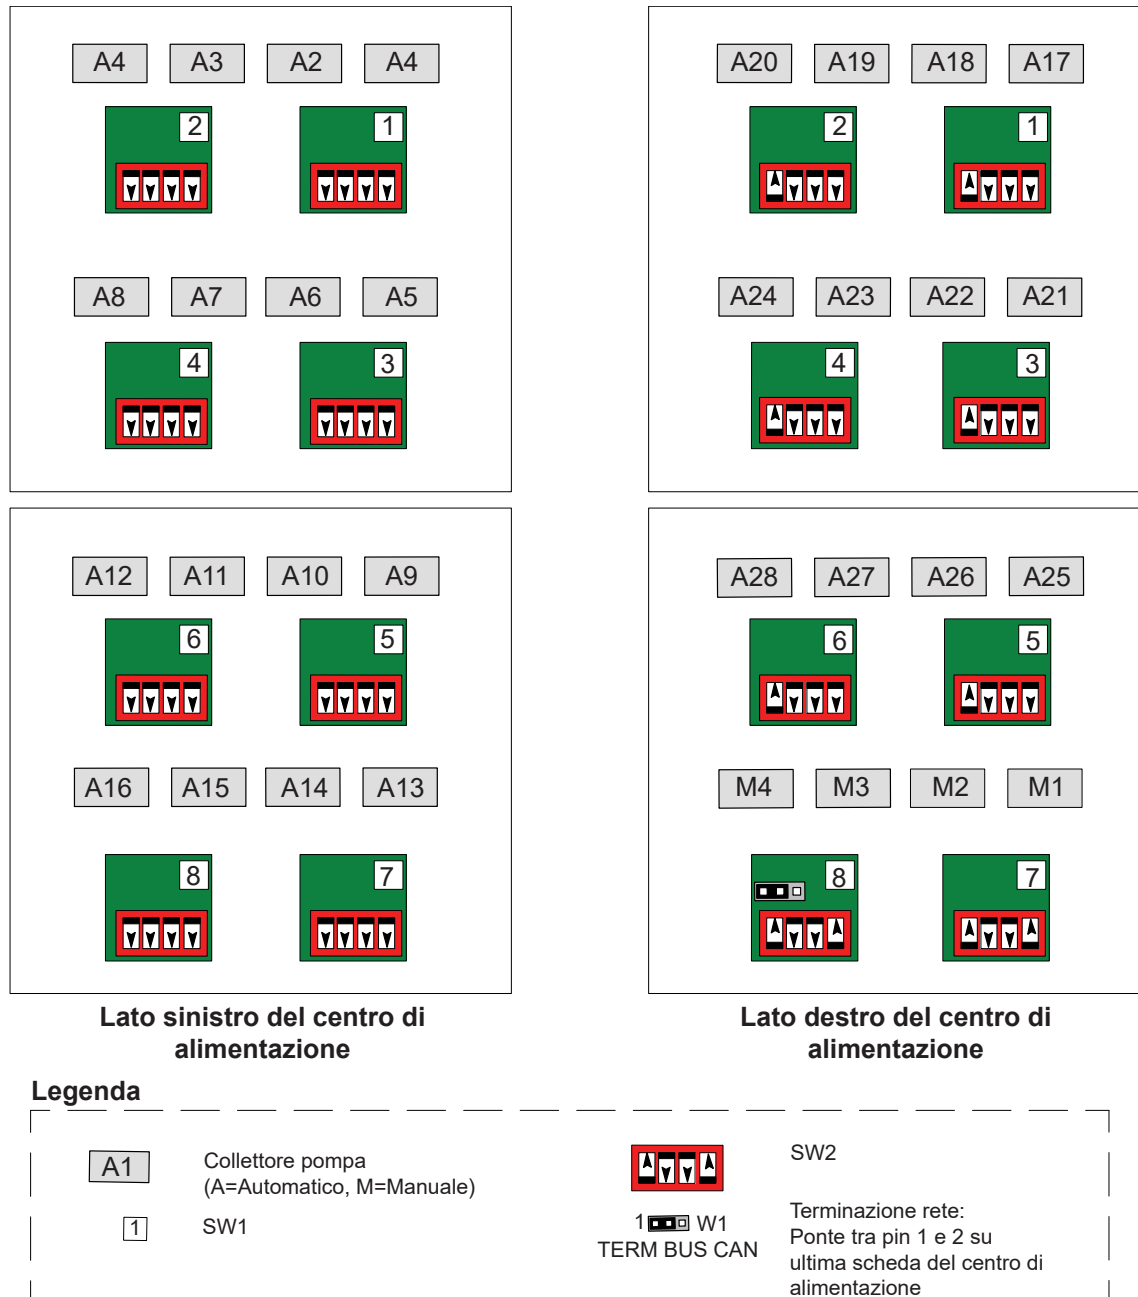 A4 A3 A2 A4
2 1
A8 A7 A6 A5
4 3
A12 A11 A10 A9
6 5
A16 A15 A14 A13
8 7
Lato sinistro del centro di
alimentazione
A20 A19 A18 A17
2 1
A24 A23 A22 A21
4 3
A28 A27 A26 A25
6 5
M4 M3 M2 M1
8 7
Lato destro del centro di
alimentazione
Legenda
A1 Collettore pompa
(A=Automatico, M=Manuale)
1 SW1
SW2
1 W1
TERM BUS CAN
Terminazione rete:
Ponte tra pin 1 e 2 su
ultima scheda del centro di
alimentazione